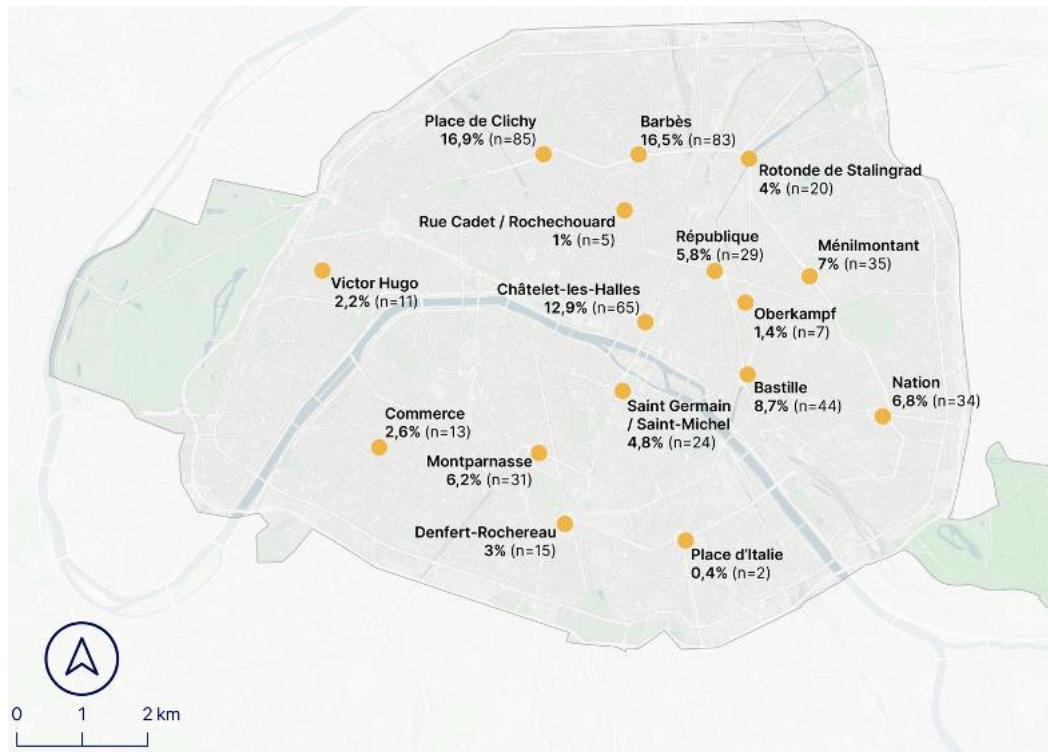 Place de Clichy
16,9% (n=85)
Barbès
16,5% (n=83)
Rotonde de Stalingrad
4% (n=20)
Rue Cadet / Rochechouard
1% (n=5)
République
5,8% (n=29)
Ménilmontant
7% (n=35)
Victor Hugo
2,2% (n=11)
Châtelet-les-Halles
12,9% (n=65)
Oberkampf
1,4% (n=7)
Bastille
8,7% (n=44)
Nation
6,8% (n=34)
Saint Germain
/ Saint-Michel
4,8% (n=24)
Commerce
2,6% (n=13)
Montparnasse
6,2% (n=31)
Denfert-Rochereau
3% (n=15)
Place d'Italie
0,4% (n=2)
0 1 2 km